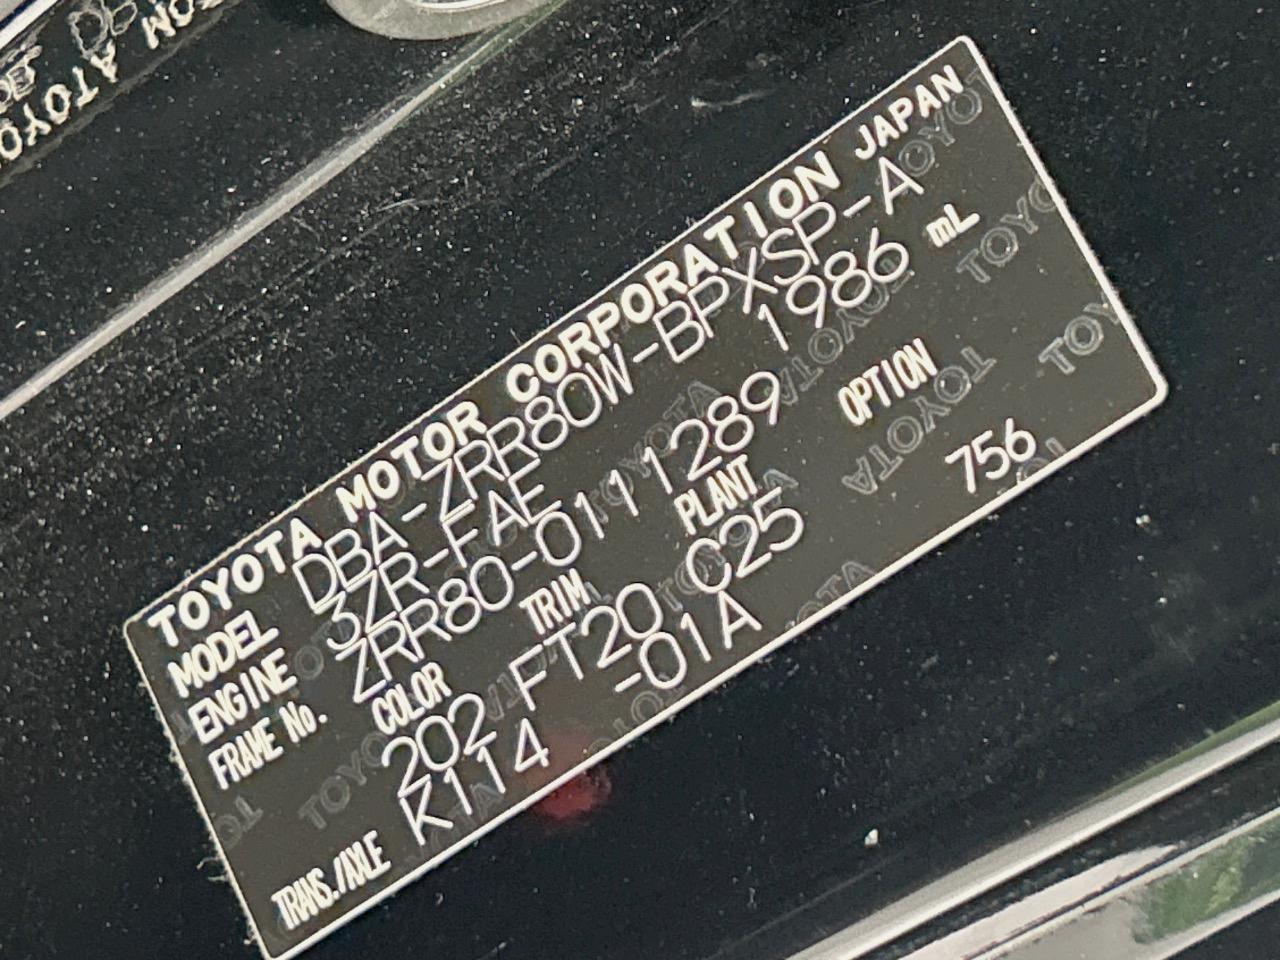 TOYOTA MOTOR CORPORATION JAPAN
MODEL DBA-ZRR80W-BPXSP-A
ENGINE 3ZR-FAE 1986 mL
FRAME No. ZRR80-0111289
COLOR TRIM PLANT OPTION
202 FT20 C25 756
TRANS./AXLE K114 -01A